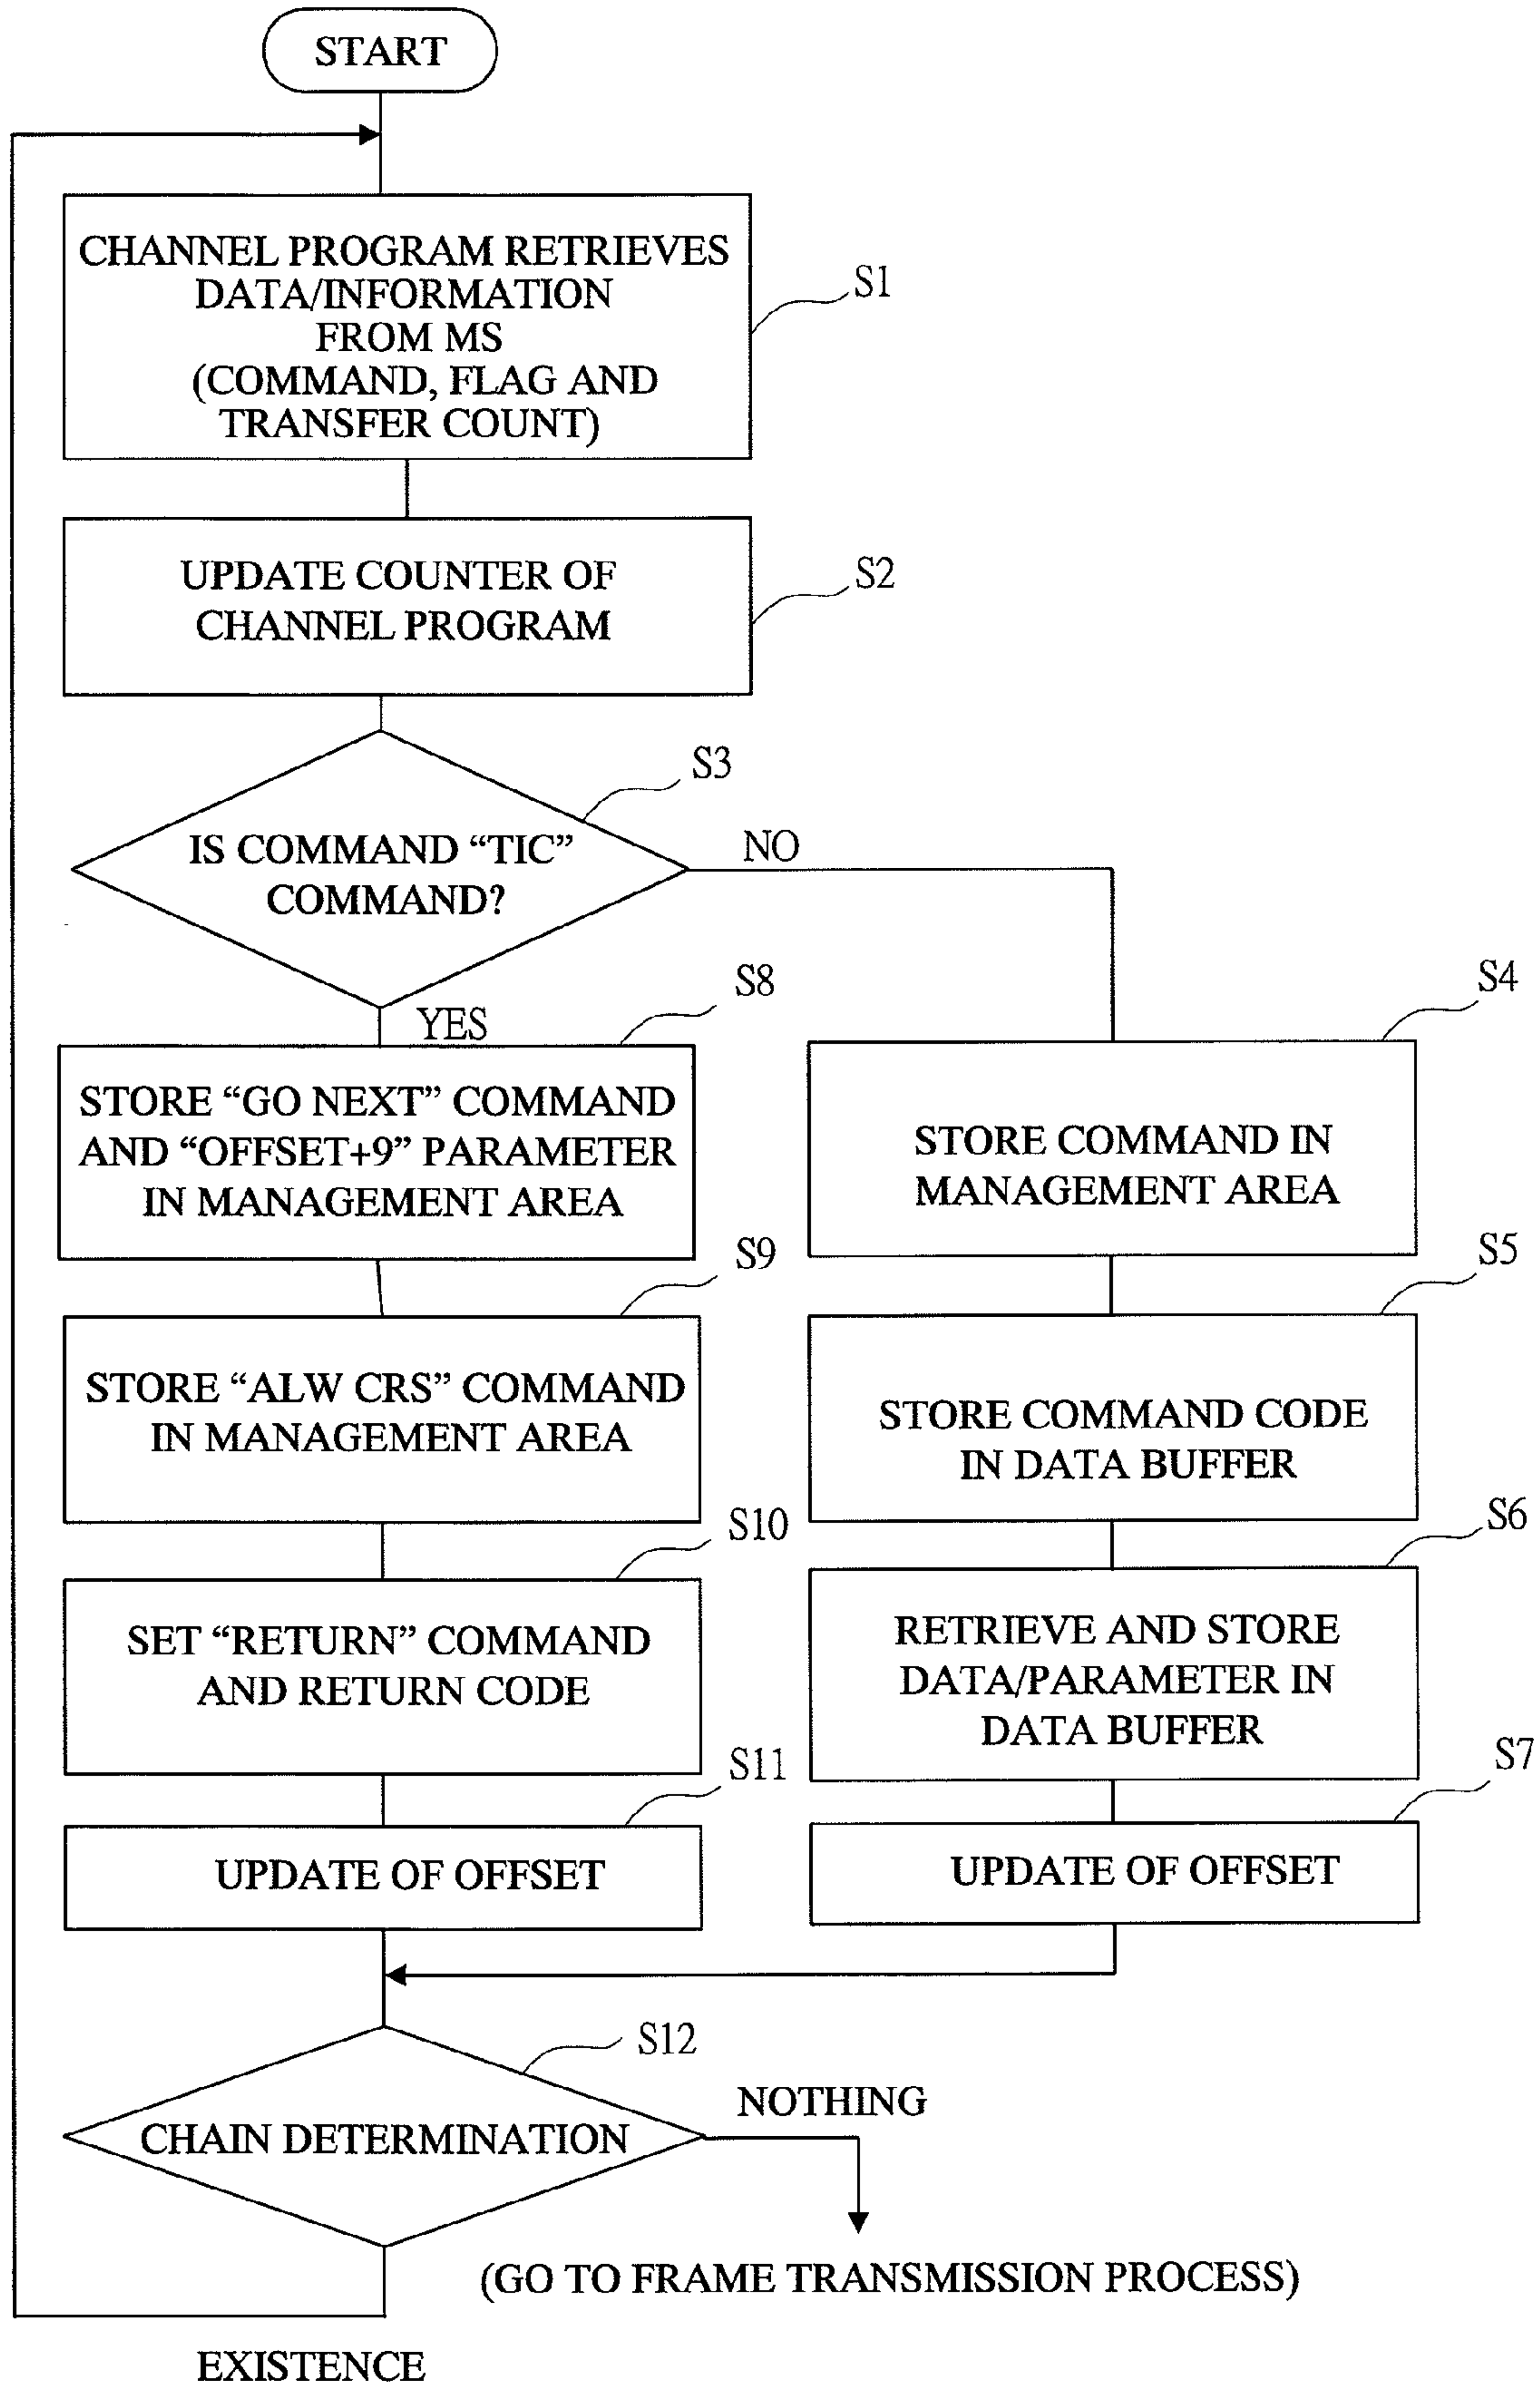 START
CHANNEL PROGRAM RETRIEVES
DATA/INFORMATION
FROM MS
(COMMAND, FLAG AND
TRANSFER COUNT)
S1
UPDATE COUNTER OF
CHANNEL PROGRAM
S2
S3
IS COMMAND “TIC”
COMMAND?
NO
YES
S8
STORE “GO NEXT” COMMAND
AND “OFFSET+9” PARAMETER
IN MANAGEMENT AREA
S4
STORE COMMAND IN
MANAGEMENT AREA
S9
STORE “ALW CRS” COMMAND
IN MANAGEMENT AREA
S5
STORE COMMAND CODE
IN DATA BUFFER
S10
SET “RETURN” COMMAND
AND RETURN CODE
S6
RETRIEVE AND STORE
DATA/PARAMETER IN
DATA BUFFER
S11
UPDATE OF OFFSET
S7
UPDATE OF OFFSET
S12
CHAIN DETERMINATION
NOTHING
(GO TO FRAME TRANSMISSION PROCESS)
EXISTENCE